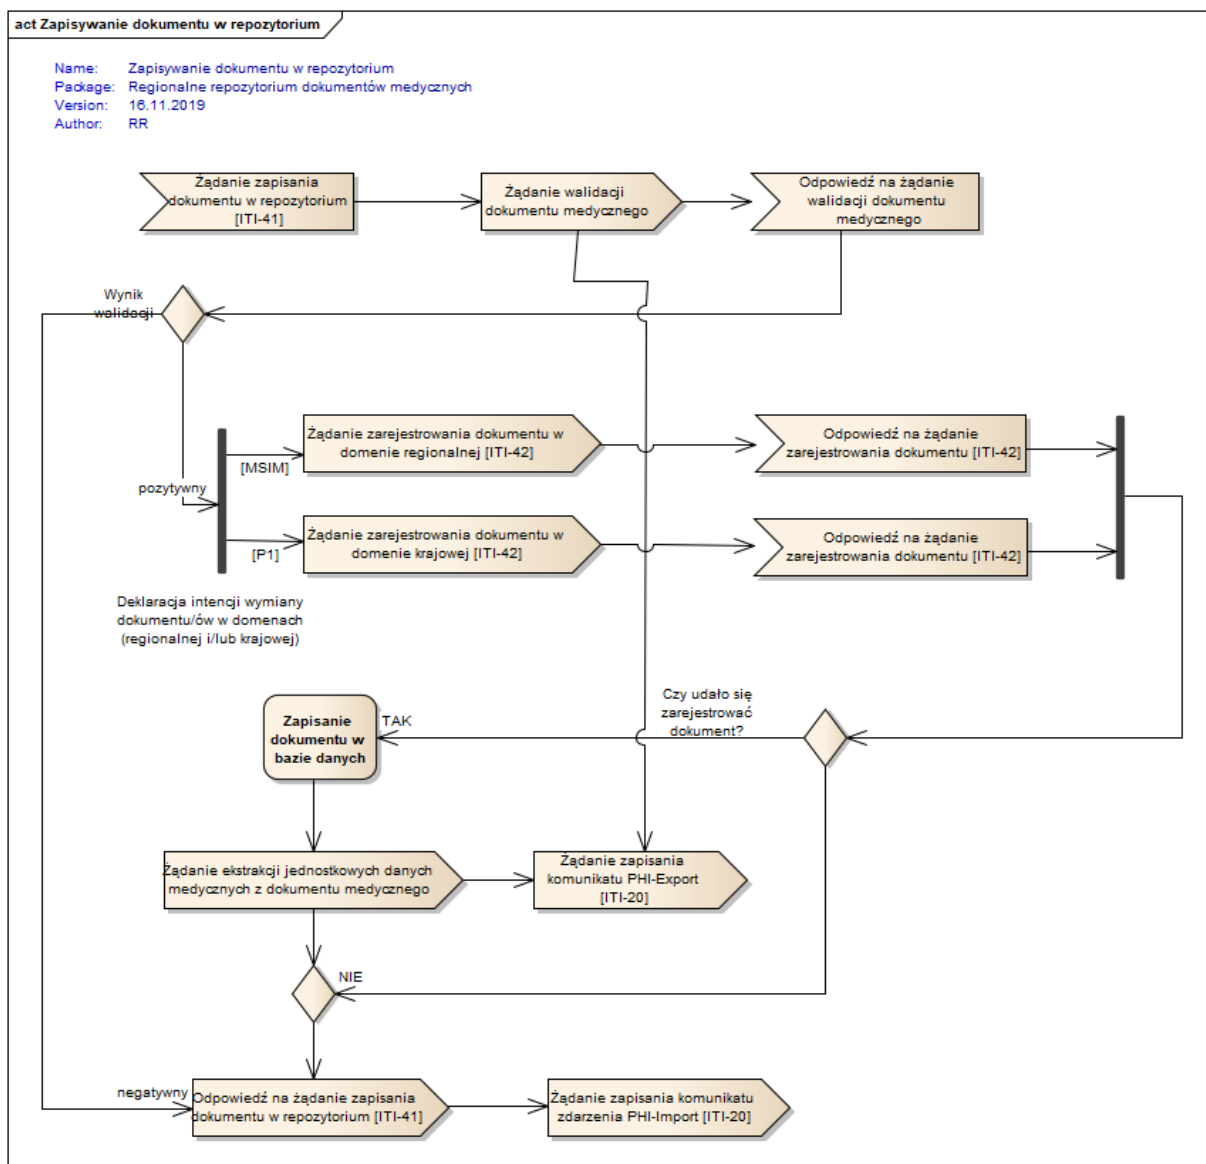 act Zapisywanie dokumentu w repozytorium
Name: Zapisywanie dokumentu w repozytorium
Package: Regionalne repozytorium dokumentów medycznych
Version: 16.11.2019
Author: RR
Żądanie zapisania
dokumentu w repozytorium
[ITI-41]
Żądanie walidacji
dokumentu medycznego
Odpowiedź na żądanie
walidacji dokumentu
medycznego
Wynik
walidacji
pozytywny
[MSIM]
Żądanie zarejestrowania dokumentu w
domenie regionalnej [ITI-42]
Odpowiedź na żądanie
zarejestrowania dokumentu [ITI-42]
[P1]
Żądanie zarejestrowania dokumentu w
domenie krajowej [ITI-42]
Odpowiedź na żądanie
zarejestrowania dokumentu [ITI-42]
Deklaracja intencji wymiany
dokumentu/ów w domenach
(regionalnej i/lub krajowej)
Czy udało się
zarejestrować
dokument?
TAK
Zapisanie
dokumentu w
bazie danych
Żądanie ekstrakcji jednostkowych danych
medycznych z dokumentu medycznego
Żądanie zapisania
komunikatu PHI-Export
[ITI-20]
NIE
negatywny
Odpowiedź na żądanie zapisania
dokumentu w repozytorium [ITI-41]
Żądanie zapisania komunikatu
zdarzenia PHI-Import [ITI-20]